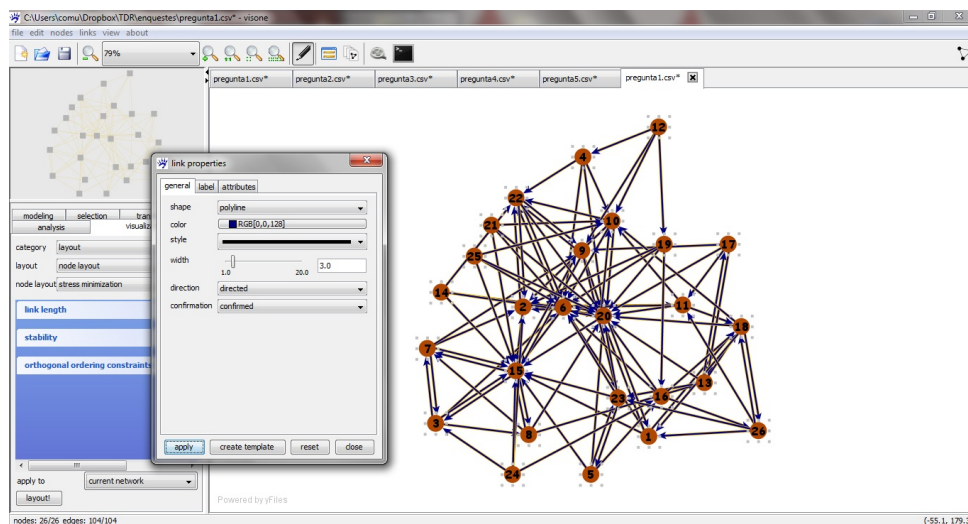 C:\Users\comu\Dropbox\TDR\enquestes\pregunta1.csv* - visone
file edit nodes links view about
79%
pregunta1.csv* pregunta2.csv* pregunta3.csv* pregunta4.csv* pregunta5.csv* pregunta1.csv*
modeling selection tran
analysis visualiz
category layout
layout node layout
node layout stress minimization
link length
stability
orthogonal ordering constraints
apply to current network
layout!
nodes: 26/26 edges: 104/104
link properties
general label attributes
shape polyline
color RGB[0,0,128]
style
width 1.0 20.0 3.0
direction directed
confirmation confirmed
apply create template reset close
12
4
22
21 10
9 19 17
25
14
2 6 20 11
18
7
15
13
23 16
3
8 1 26
24 5
Powered by yFiles
(-55.1, 179.3